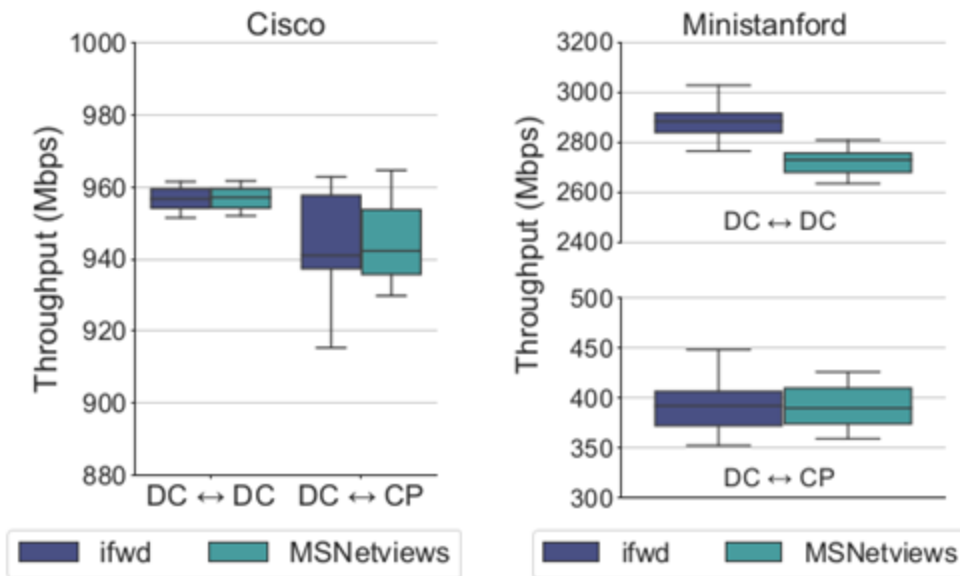 Cisco
Throughput (Mbps)
1000
980
960
940
920
900
880
DC ↔ DC DC ↔ CP
ifwd MSNetviews
Ministanford
Throughput (Mbps)
3200
3000
2800
2600
2400
DC ↔ DC
500
450
400
350
300
DC ↔ CP
ifwd MSNetviews